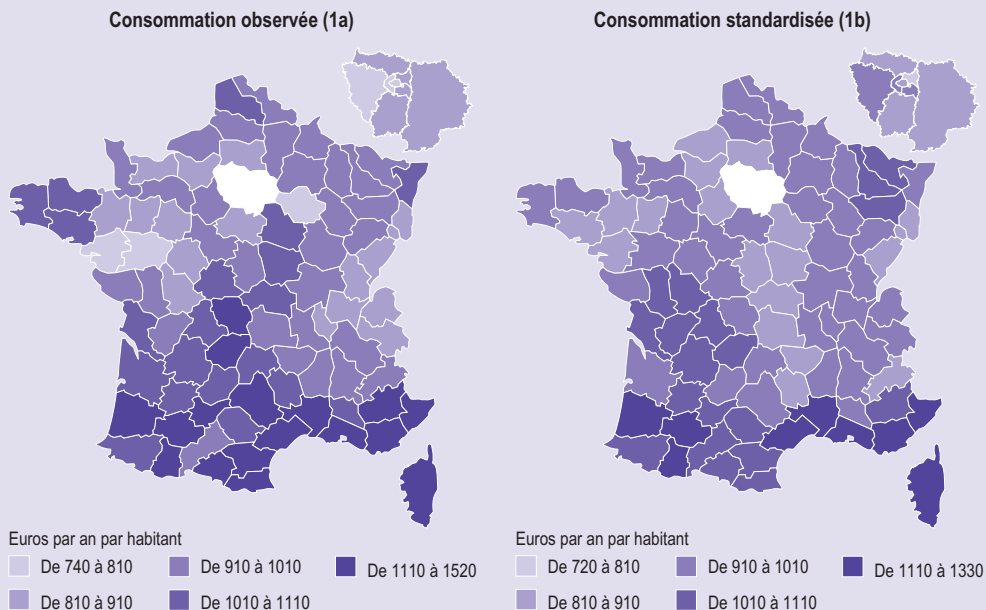 Consommation observée (1a)
Consommation standardisée (1b)
Euros par an par habitant
De 740 à 810
De 910 à 1010
De 1110 à 1520
De 810 à 910
De 1010 à 1110
Euros par an par habitant
De 720 à 810
De 910 à 1010
De 1110 à 1330
De 810 à 910
De 1010 à 1110